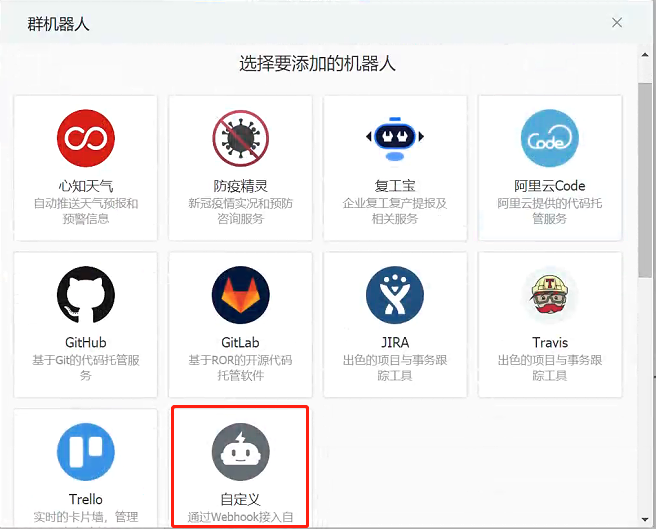 群机器人
选择要添加的机器人
心知天气
自动推送天气预报和
预警信息
防疫精灵
新冠疫情实况和预防
咨询服务
复工宝
企业复工复产提报及
相关服务
Code
阿里云Code
阿里云提供的代码托
管服务
GitHub
基于Git的代码托管服
务
GitLab
基于ROR的开源代码
托管软件
JIRA
出色的项目与事务跟
踪工具
T
Travis
出色的项目与事务跟
踪工具
Trello
实时的卡片墙，管理
自定义
通过Webhook接入自